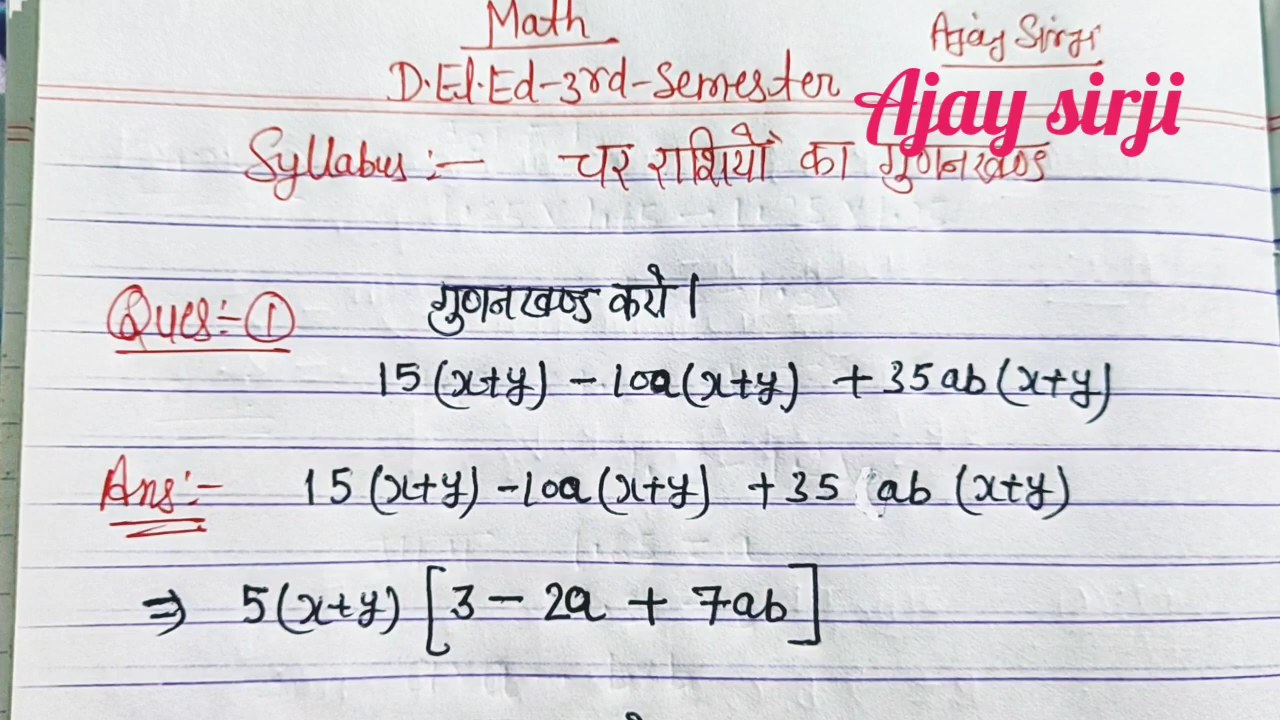 Math
Ajay Sirji
D.El.Ed-3rd-Semester
Ajay sirji
Syllabus :- चर राशियों का गुणनखण्ड
Ques:-① गुणनखण्ड करो।
15(x+y) - 10a(x+y) + 35ab(x+y)
Ans:- 15(x+y) -10a(x+y) +35 ab (x+y)
⇒ 5(x+y) [3 - 2a + 7ab]